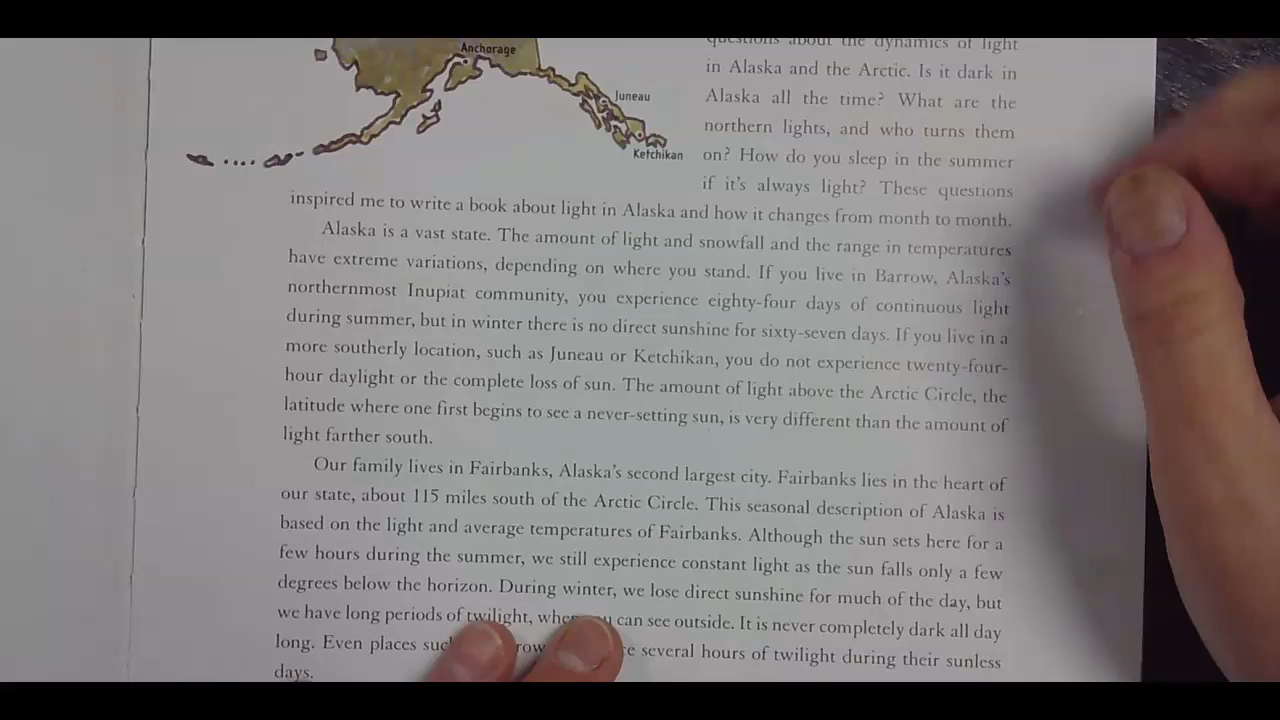 Anchorage
Juneau
Ketchikan
questions about the dynamics of light
in Alaska and the Arctic. Is it dark in
Alaska all the time? What are the
northern lights, and who turns them
on? How do you sleep in the summer
if it's always light? These questions
inspired me to write a book about light in Alaska and how it changes from month to month.
Alaska is a vast state. The amount of light and snowfall and the range in temperatures
have extreme variations, depending on where you stand. If you live in Barrow, Alaska's
northernmost Inupiat community, you experience eighty-four days of continuous light
during summer, but in winter there is no direct sunshine for sixty-seven days. If you live in a
more southerly location, such as Juneau or Ketchikan, you do not experience twenty-four-
hour daylight or the complete loss of sun. The amount of light above the Arctic Circle, the
latitude where one first begins to see a never-setting sun, is very different than the amount of
light farther south.
Our family lives in Fairbanks, Alaska's second largest city. Fairbanks lies in the heart of
our state, about 115 miles south of the Arctic Circle. This seasonal description of Alaska is
based on the light and average temperatures of Fairbanks. Although the sun sets here for a
few hours during the summer, we still experience constant light as the sun falls only a few
degrees below the horizon. During winter, we lose direct sunshine for much of the day, but
we have long periods of twilight, when can see outside. It is never completely dark all day
long. Even places several hours of twilight during their sunless
days.